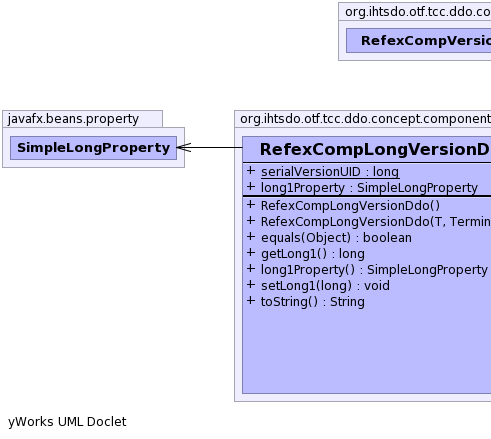 org.ihtsdo.otf.tcc.ddo.co
RefexCompVersio
javafx.beans.property
SimpleLongProperty
org.ihtsdo.otf.tcc.ddo.concept.component
RefexCompLongVersionD
+ serialVersionUID : long
+ long1Property : SimpleLongProperty
+ RefexCompLongVersionDdo()
+ RefexCompLongVersionDdo(T, Termin
+ equals(Object) : boolean
+ getLong1() : long
+ long1Property() : SimpleLongProperty
+ setLong1(long) : void
+ toString() : String
yWorks UML Doclet